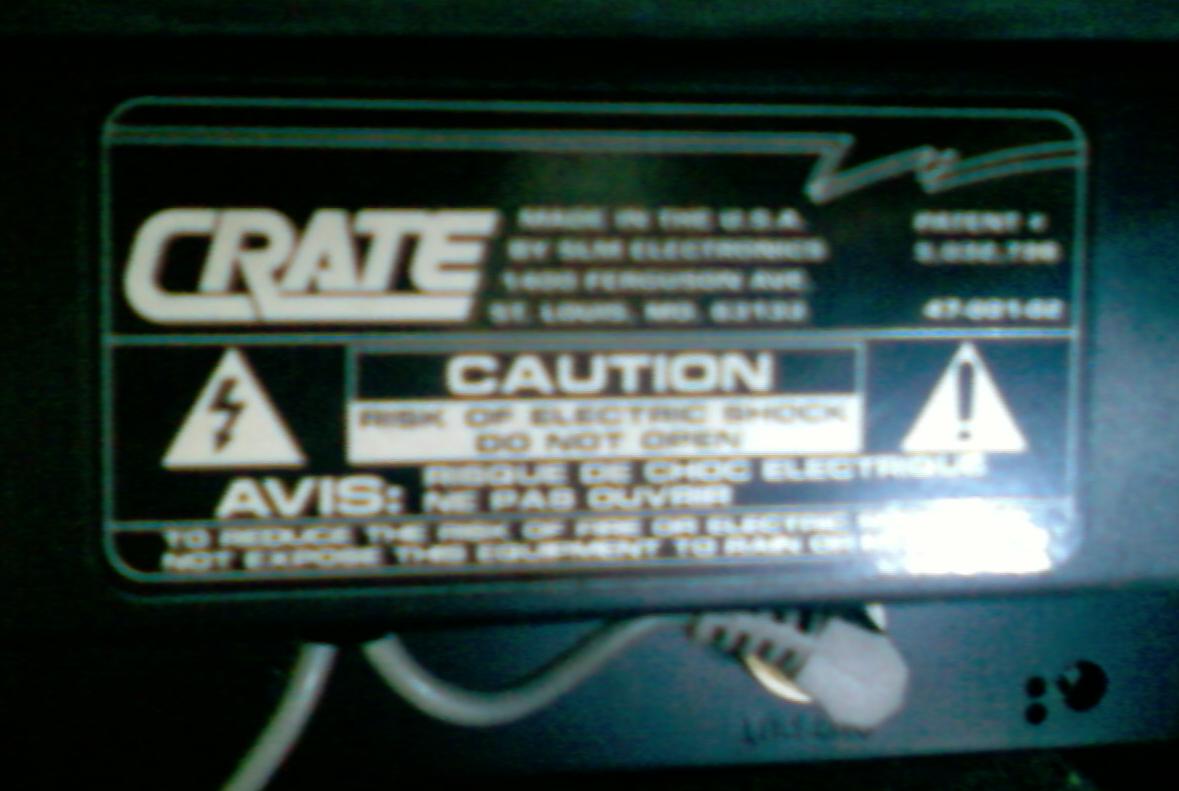 CRATE
MADE IN THE U.S.A.
BY SLM ELECTRONICS
1400 FERGUSON AVE.
ST. LOUIS, MO. 63133
PATENT #
47-021-02
CAUTION
RISK OF ELECTRIC SHOCK
DO NOT OPEN
AVIS:
RISQUE DE CHOC ELECTRIQUE
NE PAS OUVRIR
TO REDUCE THE RISK OF FIRE OR ELECTRIC
NOT EXPOSE THIS EQUIPMENT TO RAIN OR